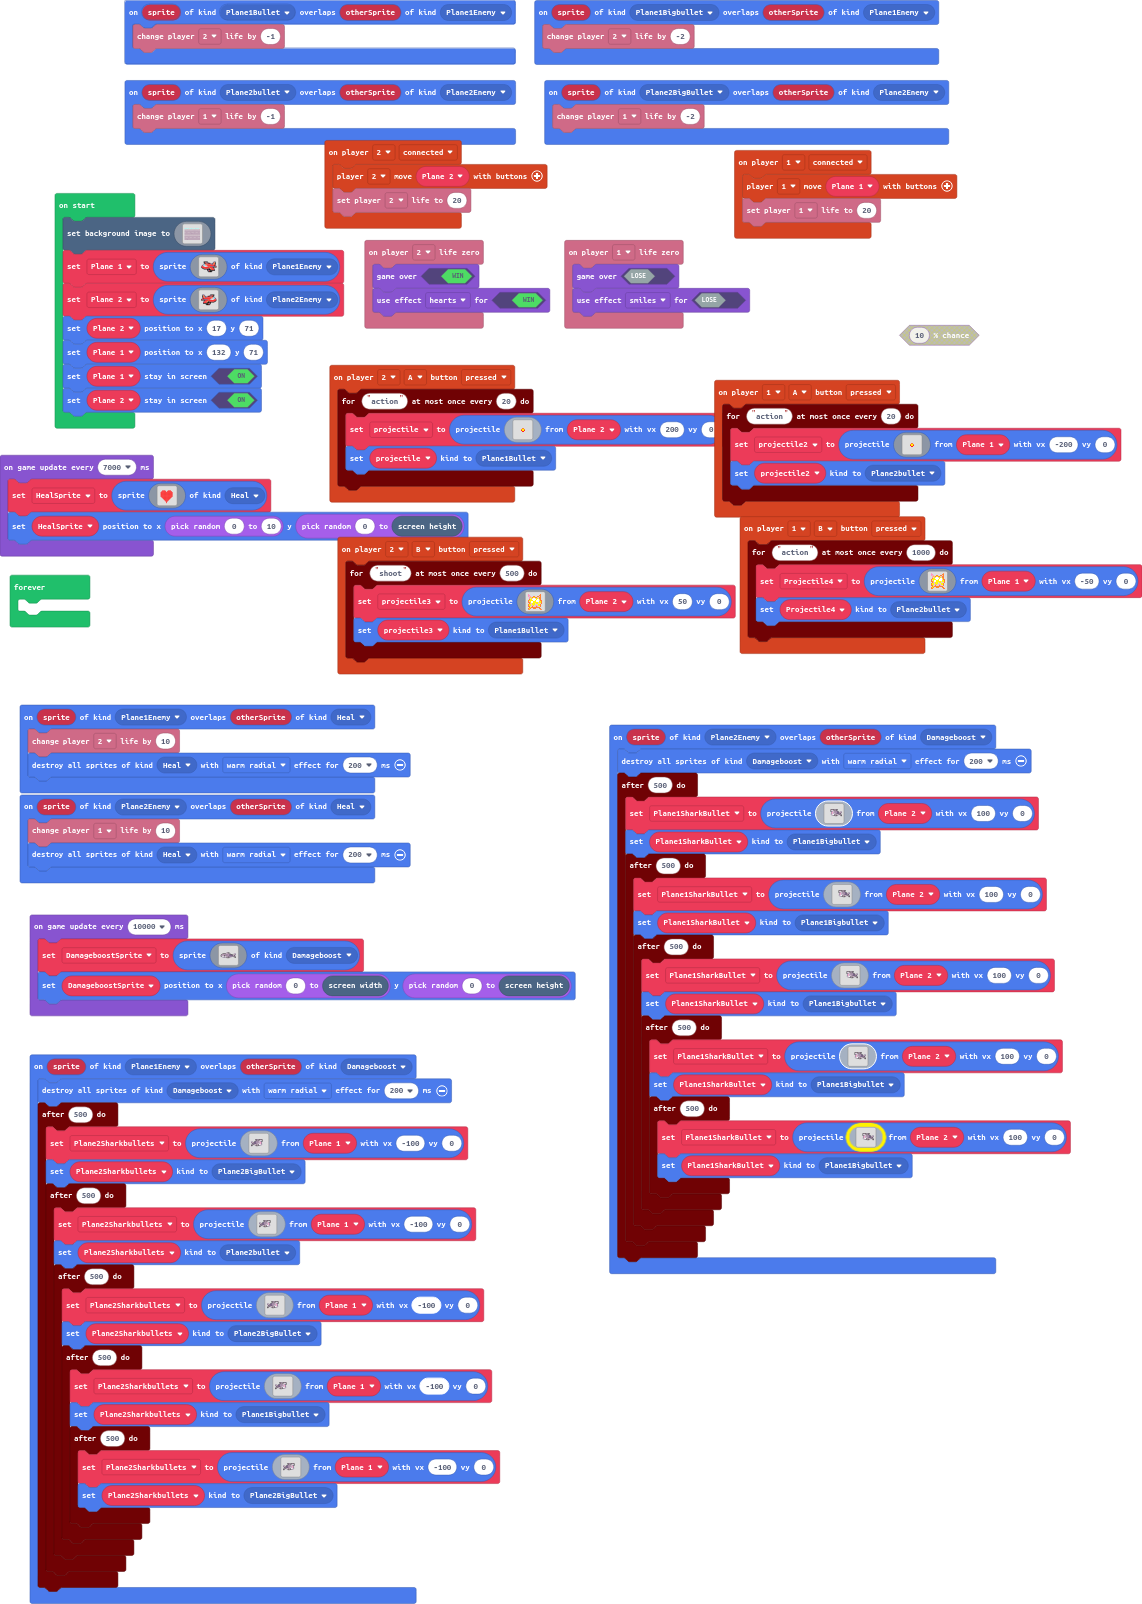 on sprite of kind Plane1Bullet overlaps otherSprite of kind Plane1Enemy
change player 2 life by -1
on sprite of kind Plane1Bigbullet overlaps otherSprite of kind Plane1Enemy
change player 2 life by -2
on sprite of kind Plane2bullet overlaps otherSprite of kind Plane2Enemy
change player 1 life by -1
on sprite of kind Plane2BigBullet overlaps otherSprite of kind Plane2Enemy
change player 1 life by -2
on player 2 connected
player 2 move Plane 2 with buttons
set player 2 life to 20
on player 1 connected
player 1 move Plane 1 with buttons
set player 1 life to 20
on start
set background image to
set Plane 1 to sprite of kind Plane1Enemy
set Plane 2 to sprite of kind Plane2Enemy
set Plane 2 position to x 17 y 71
set Plane 1 position to x 132 y 71
set Plane 1 stay in screen ON
set Plane 2 stay in screen ON
on player 2 life zero
game over WIN
use effect hearts for WIN
on player 1 life zero
game over LOSE
use effect smiles for LOSE
10 % chance
on player 2 A button pressed
for "action" at most once every 20 do
set projectile to projectile from Plane 2 with vx 200 vy 0
set projectile kind to Plane1Bullet
on player 1 A button pressed
for "action" at most once every 20 do
set projectile2 to projectile from Plane 1 with vx -200 vy 0
set projectile2 kind to Plane2bullet
on game update every 7000 ms
set HealSprite to sprite of kind Heal
set HealSprite position to x pick random 0 to 10 y pick random 0 to screen height
on player 2 B button pressed
for "shoot" at most once every 500 do
set projectile3 to projectile from Plane 2 with vx 50 vy 0
set projectile3 kind to Plane1Bullet
on player 1 B button pressed
for "action" at most once every 1000 do
set Projectile4 to projectile from Plane 1 with vx -50 vy 0
set Projectile4 kind to Plane2bullet
forever
on sprite of kind Plane1Enemy overlaps otherSprite of kind Heal
change player 2 life by 10
destroy all sprites of kind Heal with warm radial effect for 200 ms
on sprite of kind Plane2Enemy overlaps otherSprite of kind Heal
change player 1 life by 10
destroy all sprites of kind Heal with warm radial effect for 200 ms
on game update every 10000 ms
set DamageboostSprite to sprite of kind Damageboost
set DamageboostSprite position to x pick random 0 to screen width y pick random 0 to screen height
on sprite of kind Plane2Enemy overlaps otherSprite of kind Damageboost
destroy all sprites of kind Damageboost with warm radial effect for 200 ms
after 500 do
set Plane1SharkBullet to projectile from Plane 2 with vx 100 vy 0
set Plane1SharkBullet kind to Plane1Bigbullet
after 500 do
set Plane1SharkBullet to projectile from Plane 2 with vx 100 vy 0
set Plane1SharkBullet kind to Plane1Bigbullet
after 500 do
set Plane1SharkBullet to projectile from Plane 2 with vx 100 vy 0
set Plane1SharkBullet kind to Plane1Bigbullet
after 500 do
set Plane1SharkBullet to projectile from Plane 2 with vx 100 vy 0
set Plane1SharkBullet kind to Plane1Bigbullet
after 500 do
set Plane1SharkBullet to projectile from Plane 2 with vx 100 vy 0
set Plane1SharkBullet kind to Plane1Bigbullet
on sprite of kind Plane1Enemy overlaps otherSprite of kind Damageboost
destroy all sprites of kind Damageboost with warm radial effect for 200 ms
after 500 do
set Plane2Sharkbullets to projectile from Plane 1 with vx -100 vy 0
set Plane2Sharkbullets kind to Plane2BigBullet
after 500 do
set Plane2Sharkbullets to projectile from Plane 1 with vx -100 vy 0
set Plane2Sharkbullets kind to Plane2bullet
after 500 do
set Plane2Sharkbullets to projectile from Plane 1 with vx -100 vy 0
set Plane2Sharkbullets kind to Plane2BigBullet
after 500 do
set Plane2Sharkbullets to projectile from Plane 1 with vx -100 vy 0
set Plane2Sharkbullets kind to Plane1Bigbullet
after 500 do
set Plane2Sharkbullets to projectile from Plane 1 with vx -100 vy 0
set Plane2Sharkbullets kind to Plane2BigBullet